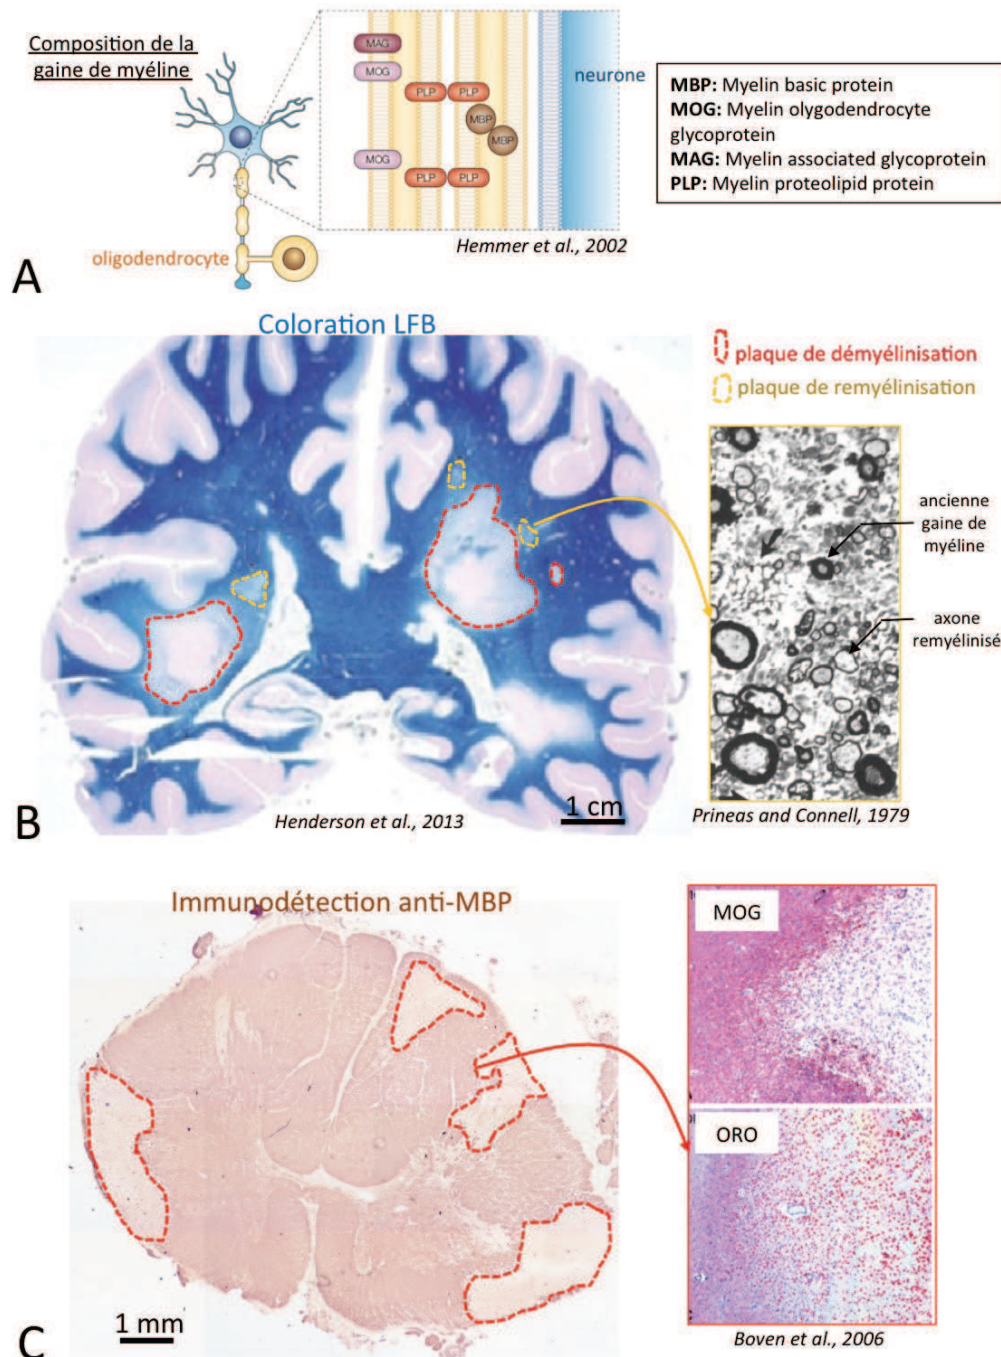 Composition de la
gaine de myéline
MAG
MOG
PLP
PLP
MBP
MBP
MOG
PLP
PLP
neurone
oligodendrocyte
Hemmer et al., 2002
MBP: Myelin basic protein
MOG: Myelin olygodendrocyte
glycoprotein
MAG: Myelin associated glycoprotein
PLP: Myelin proteolipid protein
A
Coloration LFB
plaque de démyélinisation
plaque de remyélinisation
ancienne
gaine de
myéline
axone
remyélinisé
1 cm
Henderson et al., 2013
Prineas and Connell, 1979
B
Immunodétection anti-MBP
MOG
ORO
1 mm
Boven et al., 2006
C